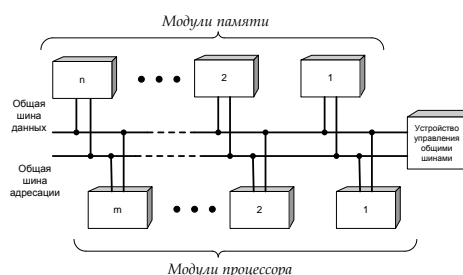 Модули памяти
n
2
1
Общая
шина
данных
Устройство
управления
общими
шинами
Общая
шина
адресации
m
2
1
Модули процессора